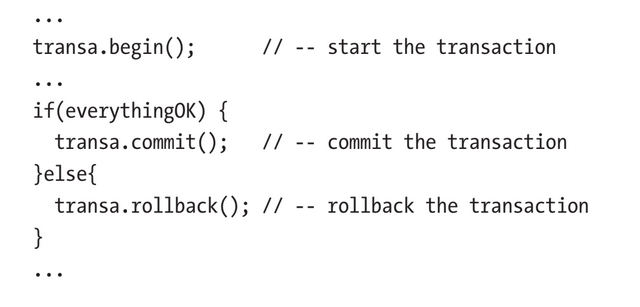 ...
transa.begin();      // -- start the transaction
...
if(everythingOK) {
  transa.commit();   // -- commit the transaction
}else{
  transa.rollback(); // -- rollback the transaction
}
...